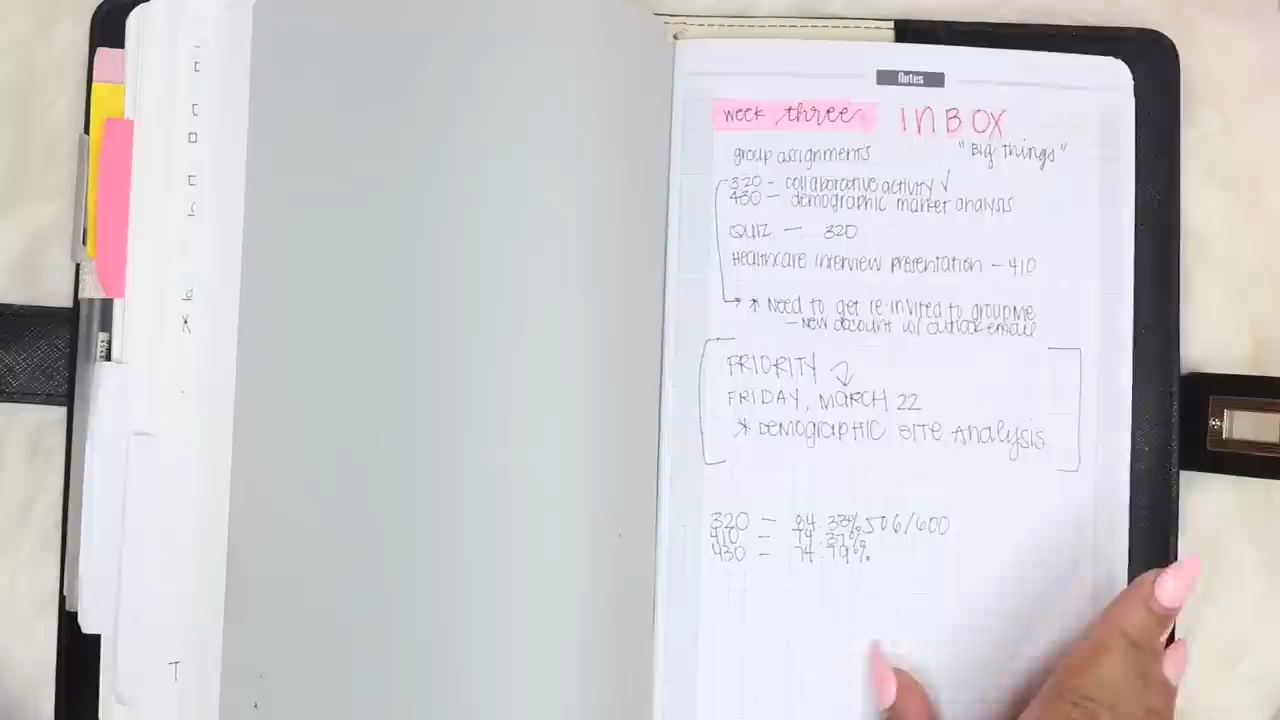 Notes
week three INBOX
group assignments "Big things"
320 - collaborative activity ✓
430 - demographic market analysis
QUIZ - 320
Healthcare interview presentation - 410
* Need to get re-invited to groupme
- New account w/ outlook email
PRIORITY
FRIDAY, MARCH 22
* DEMOGRAPHIC SITE Analysis
320 - 84.33% 506/600
410 = 79.37%
430 = 74.79%
T